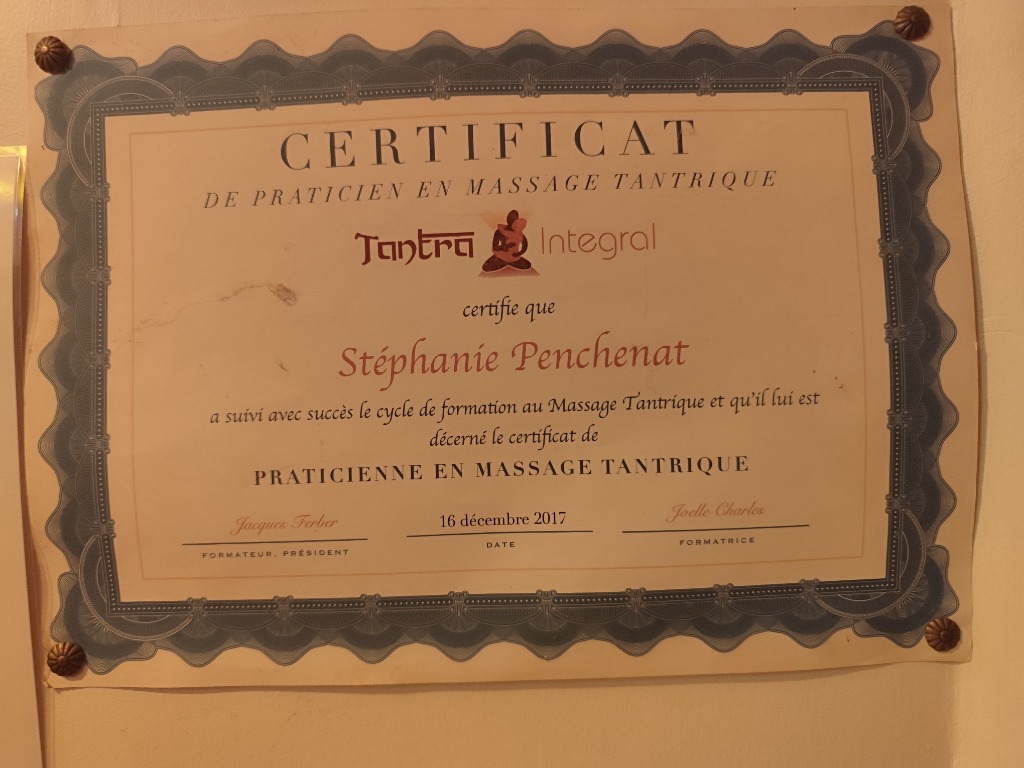 CERTIFICAT
DE PRATICIEN EN MASSAGE TANTRIQUE
Tantra Integral
certifie que
Stéphanie Penchenat
a suivi avec succès le cycle de formation au Massage Tantrique et qu'il lui est
décerné le certificat de
PRATICIENNE EN MASSAGE TANTRIQUE
Jacques Ferber 16 décembre 2017 Joelle Charles
FORMATEUR, PRÉSIDENT DATE FORMATRICE